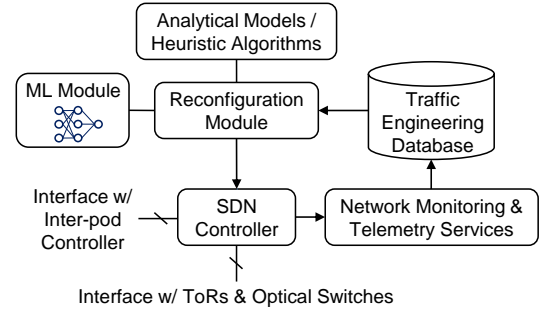 Analytical Models /
Heuristic Algorithms
ML Module
Reconfiguration
Module
Traffic
Engineering
Database
Interface w/
Inter-pod
Controller
SDN
Controller
Network Monitoring &
Telemetry Services
Interface w/ ToRs & Optical Switches